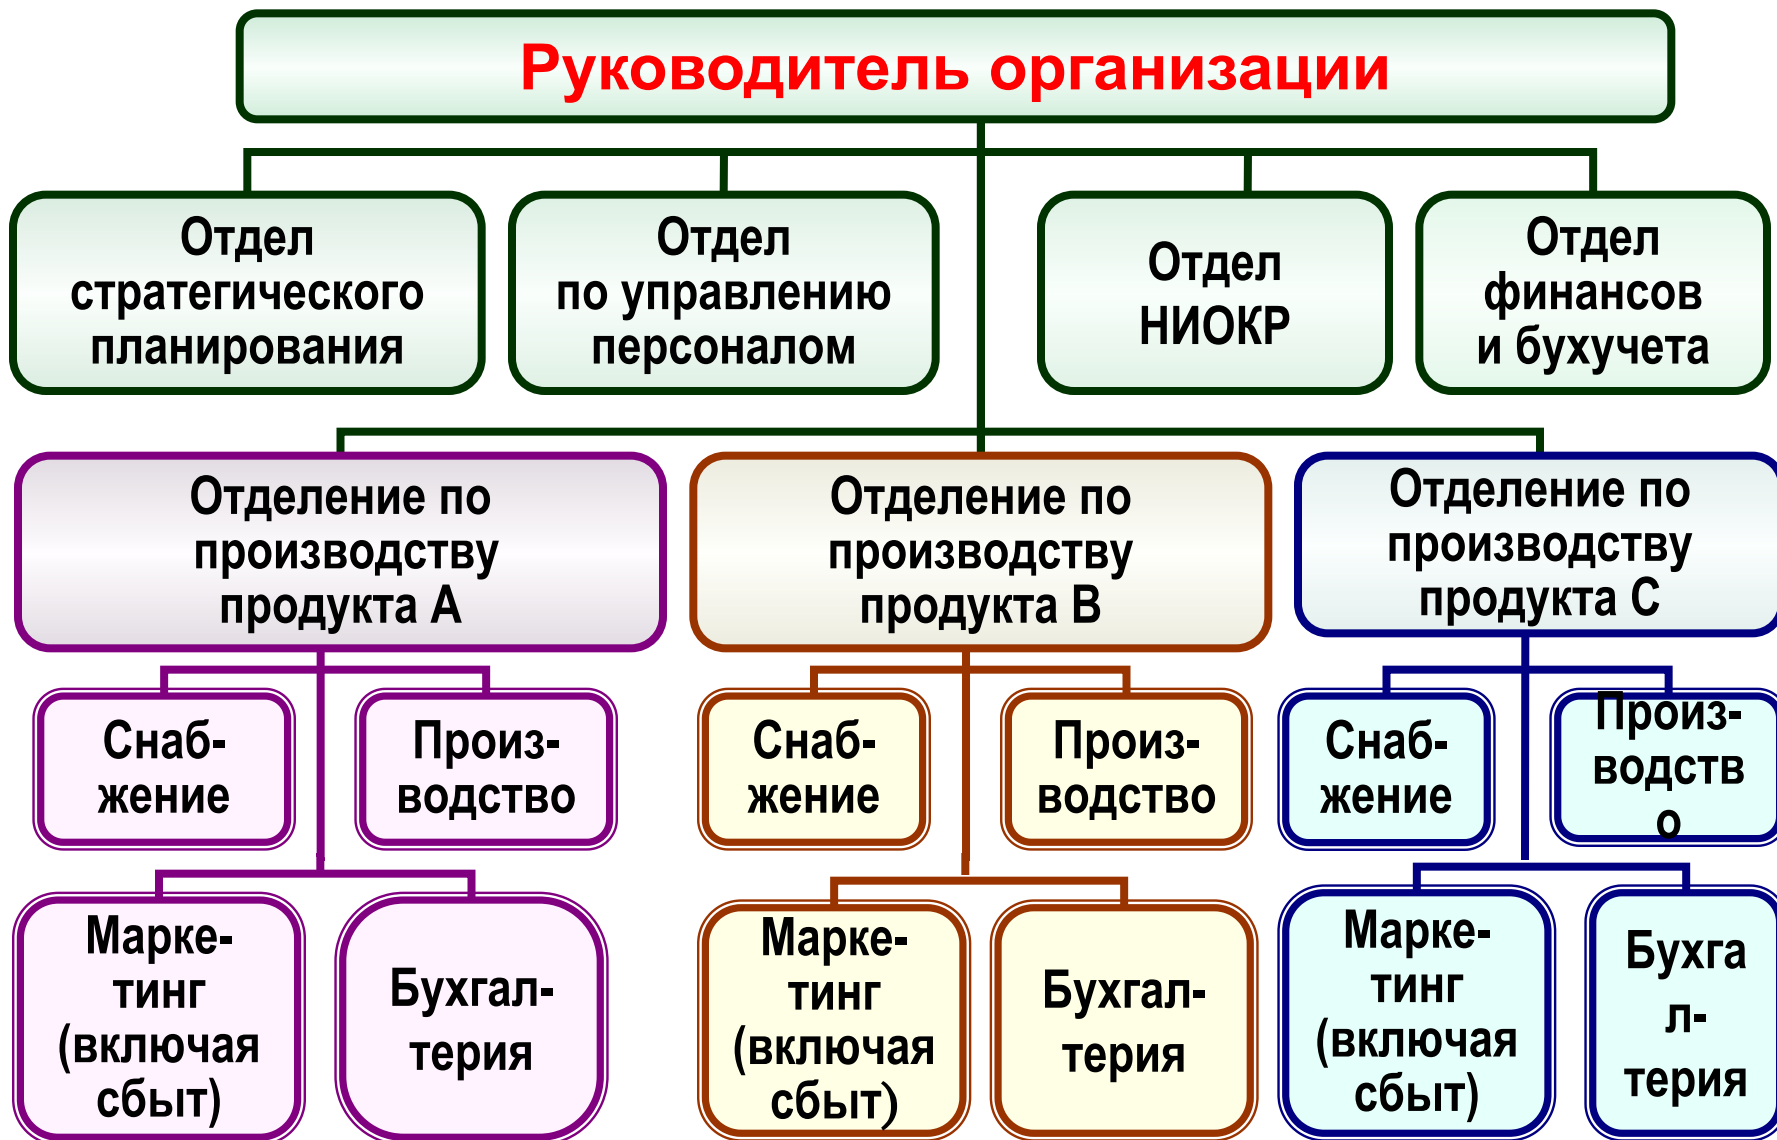 Руководитель организации
Отдел
стратегического
планирования
Отдел
по управлению
персоналом
Отдел
НИОКР
Отдел
финансов
и бухучета
Отделение по
производству
продукта А
Отделение по
производству
продукта В
Отделение по
производству
продукта С
Снаб-
жение
Произ-
водство
Снаб-
жение
Произ-
водство
Снаб-
жение
Произ-
водств
о
Марке-
тинг
(включая
сбыт)
Бухгал-
терия
Марке-
тинг
(включая
сбыт)
Бухгал-
терия
Марке-
тинг
(включая
сбыт)
Бухга
л-
терия